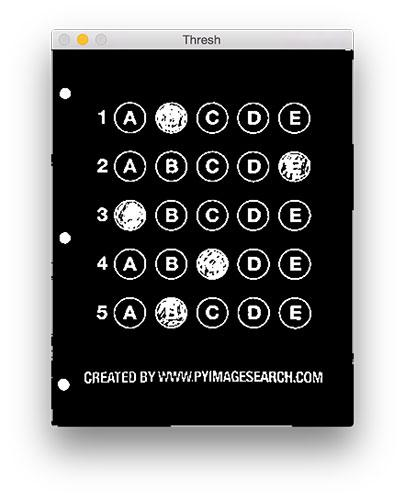 Thresh
1 A C D E
2 A B C D E
3 B C D E
4 A B D E
5 A B C D E
CREATED BY WWW.PYIMAGESEARCH.COM